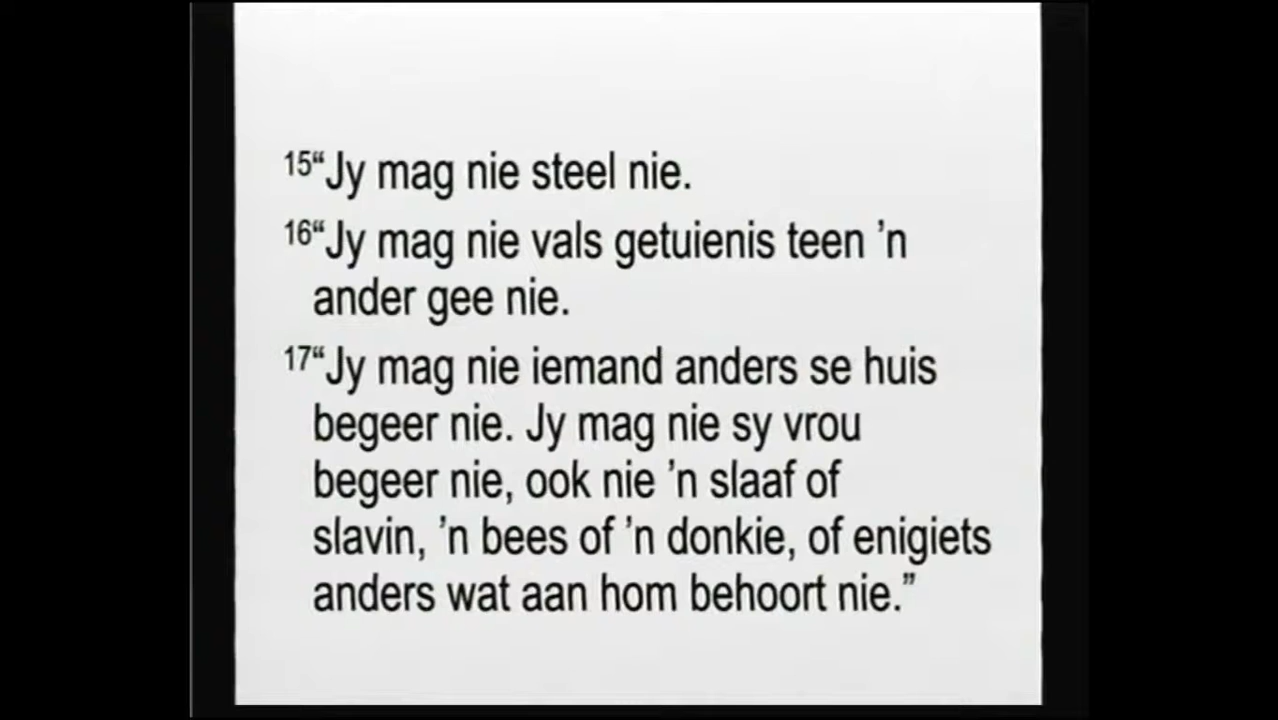 15“Jy mag nie steel nie.
16“Jy mag nie vals getuienis teen ’n
ander gee nie.
17“Jy mag nie iemand anders se huis
begeer nie. Jy mag nie sy vrou
begeer nie, ook nie ’n slaaf of
slavin, ’n bees of ’n donkie, of enigiets
anders wat aan hom behoort nie.”